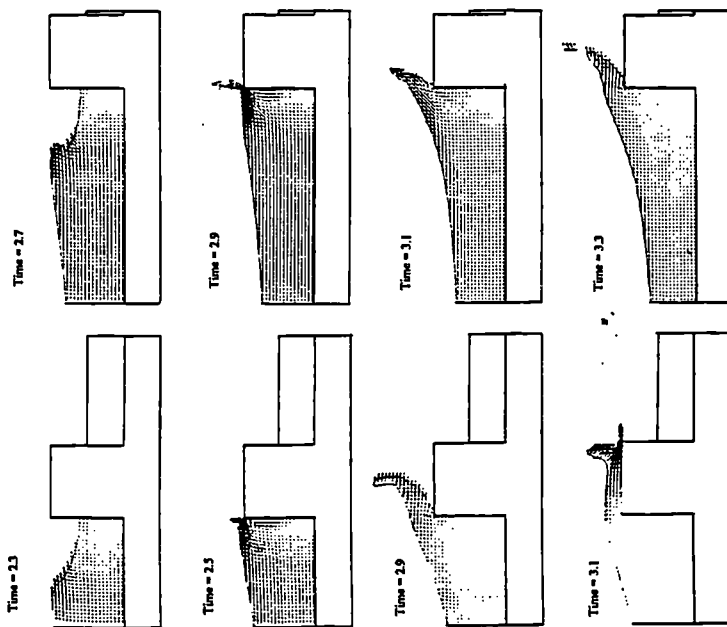 Time = 2.7
Time = 2.9
Time = 3.1
Time = 3.3
Time = 2.3
Time = 2.5
Time = 2.9
Time = 3.1